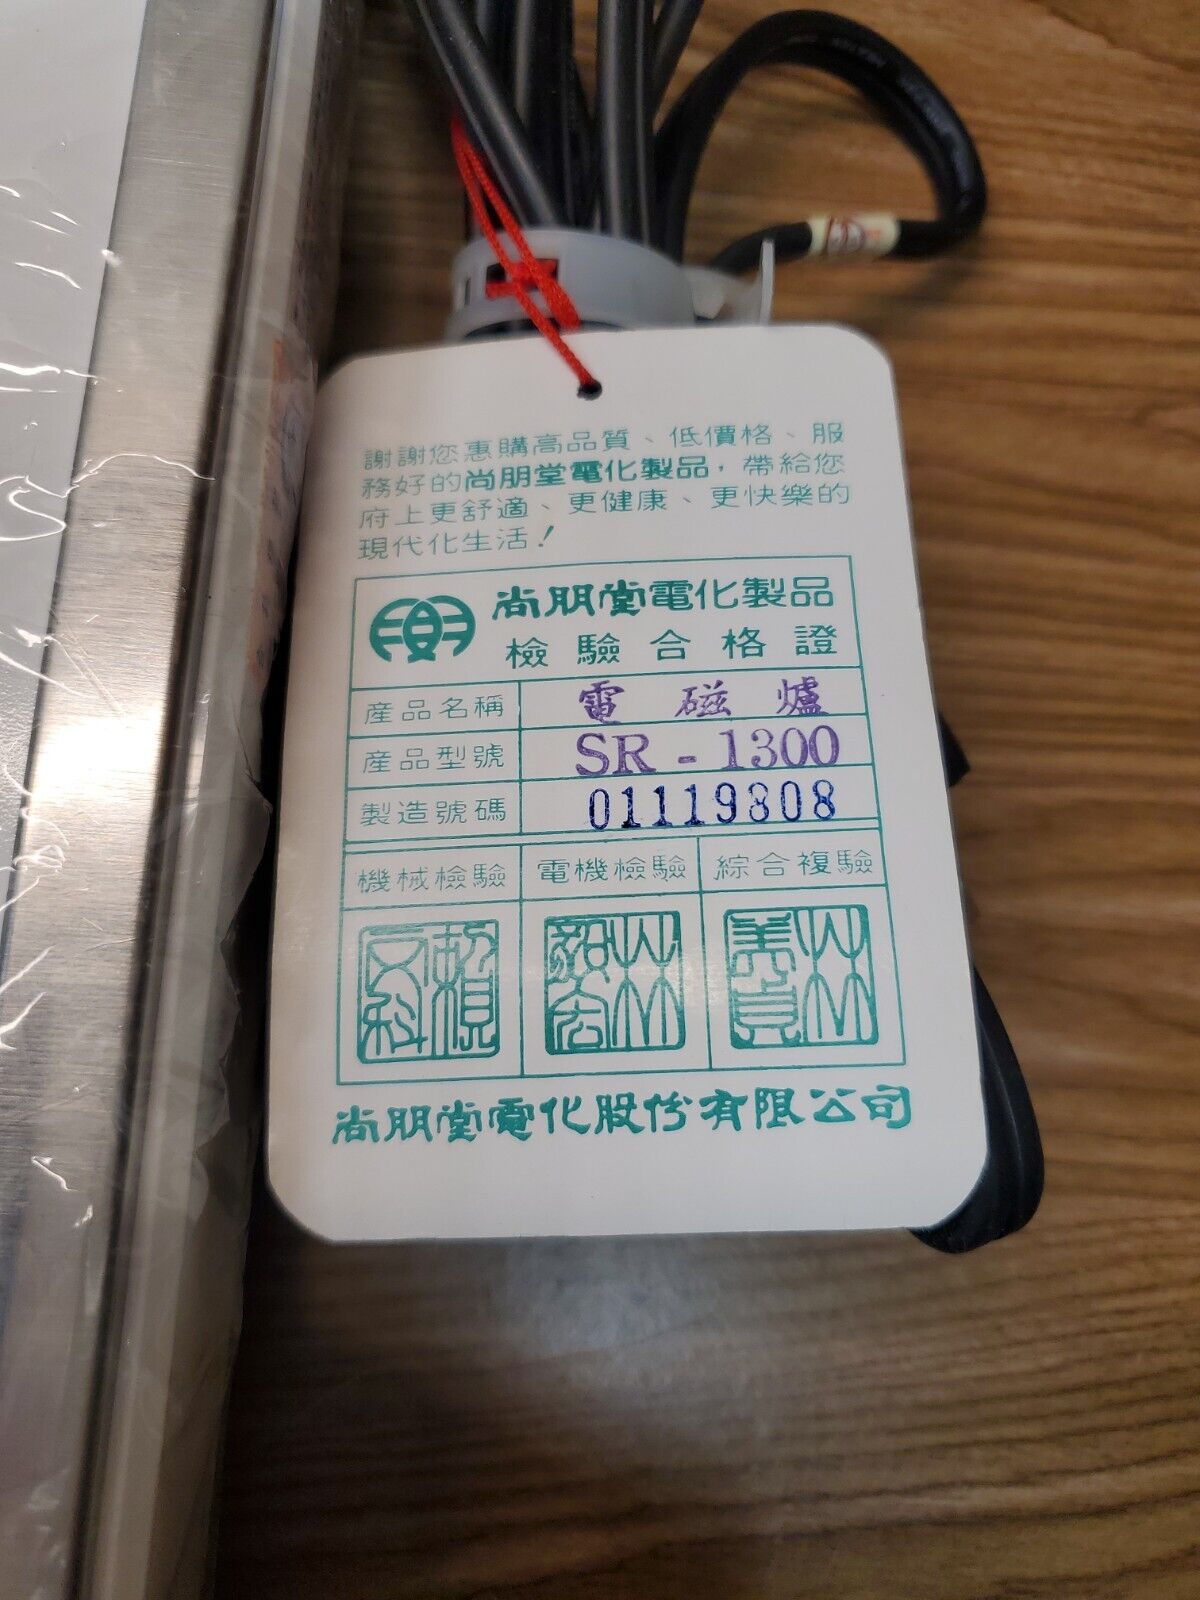 謝謝您惠購高品質、低價格、服
務好的尚朋堂電化製品，帶給您
府上更舒適、更健康、更快樂的
現代化生活！
尚朋堂電化製品
檢驗合格證
産品名稱 電磁爐
産品型號 SR-1300
製造號碼 01119808
機械檢驗 電機檢驗 綜合複驗
尚朋堂電化股份有限公司